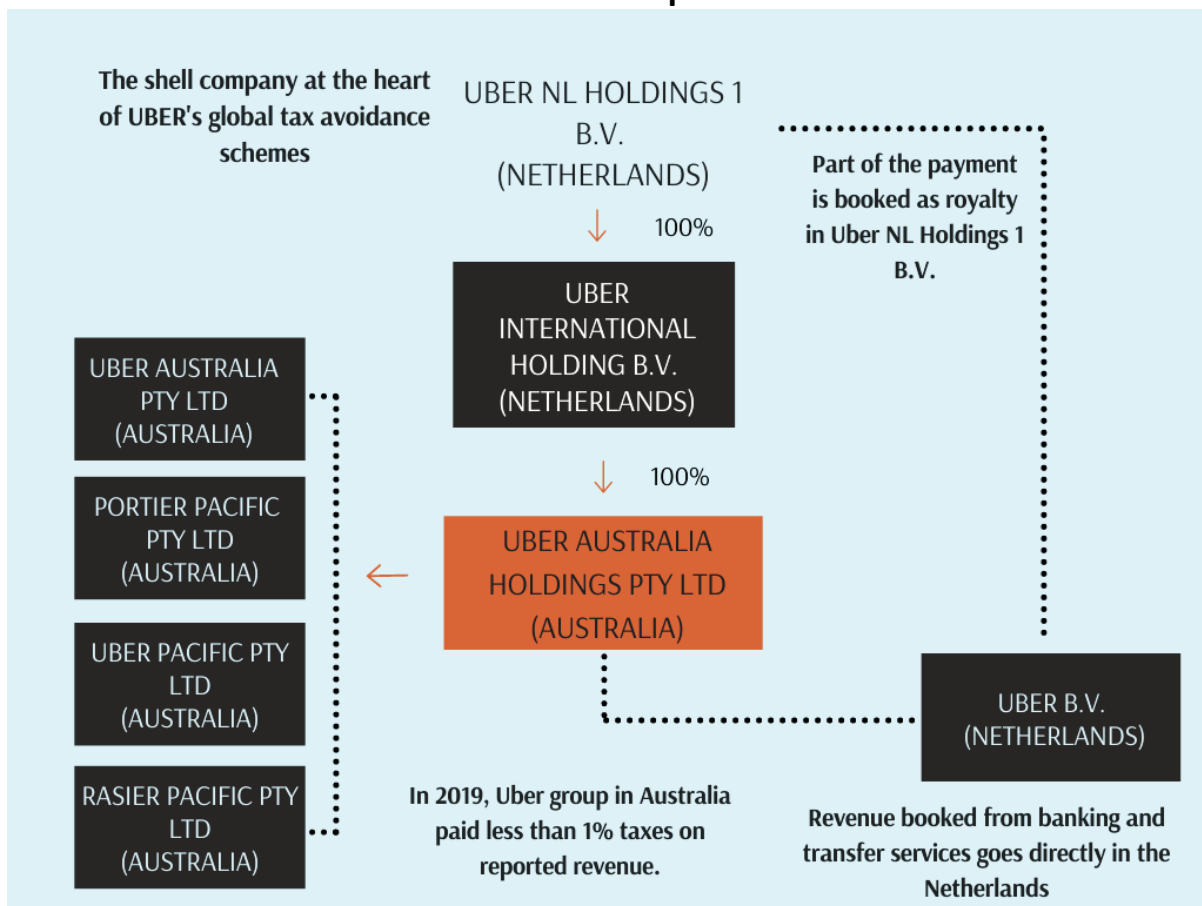 The shell company at the heart
of UBER's global tax avoidance
schemes
UBER NL HOLDINGS 1
B.V.
(NETHERLANDS)
Part of the payment
is booked as royalty
in Uber NL Holdings 1
B.V.
100%
UBER
INTERNATIONAL
HOLDING B.V.
(NETHERLANDS)
100%
UBER AUSTRALIA
HOLDINGS PTY LTD
(AUSTRALIA)
UBER AUSTRALIA
PTY LTD
(AUSTRALIA)
PORTIER PACIFIC
PTY LTD
(AUSTRALIA)
UBER PACIFIC PTY
LTD
(AUSTRALIA)
RASIER PACIFIC PTY
LTD
(AUSTRALIA)
UBER B.V.
(NETHERLANDS)
In 2019, Uber group in Australia
paid less than 1% taxes on
reported revenue.
Revenue booked from banking and
transfer services goes directly in the
Netherlands